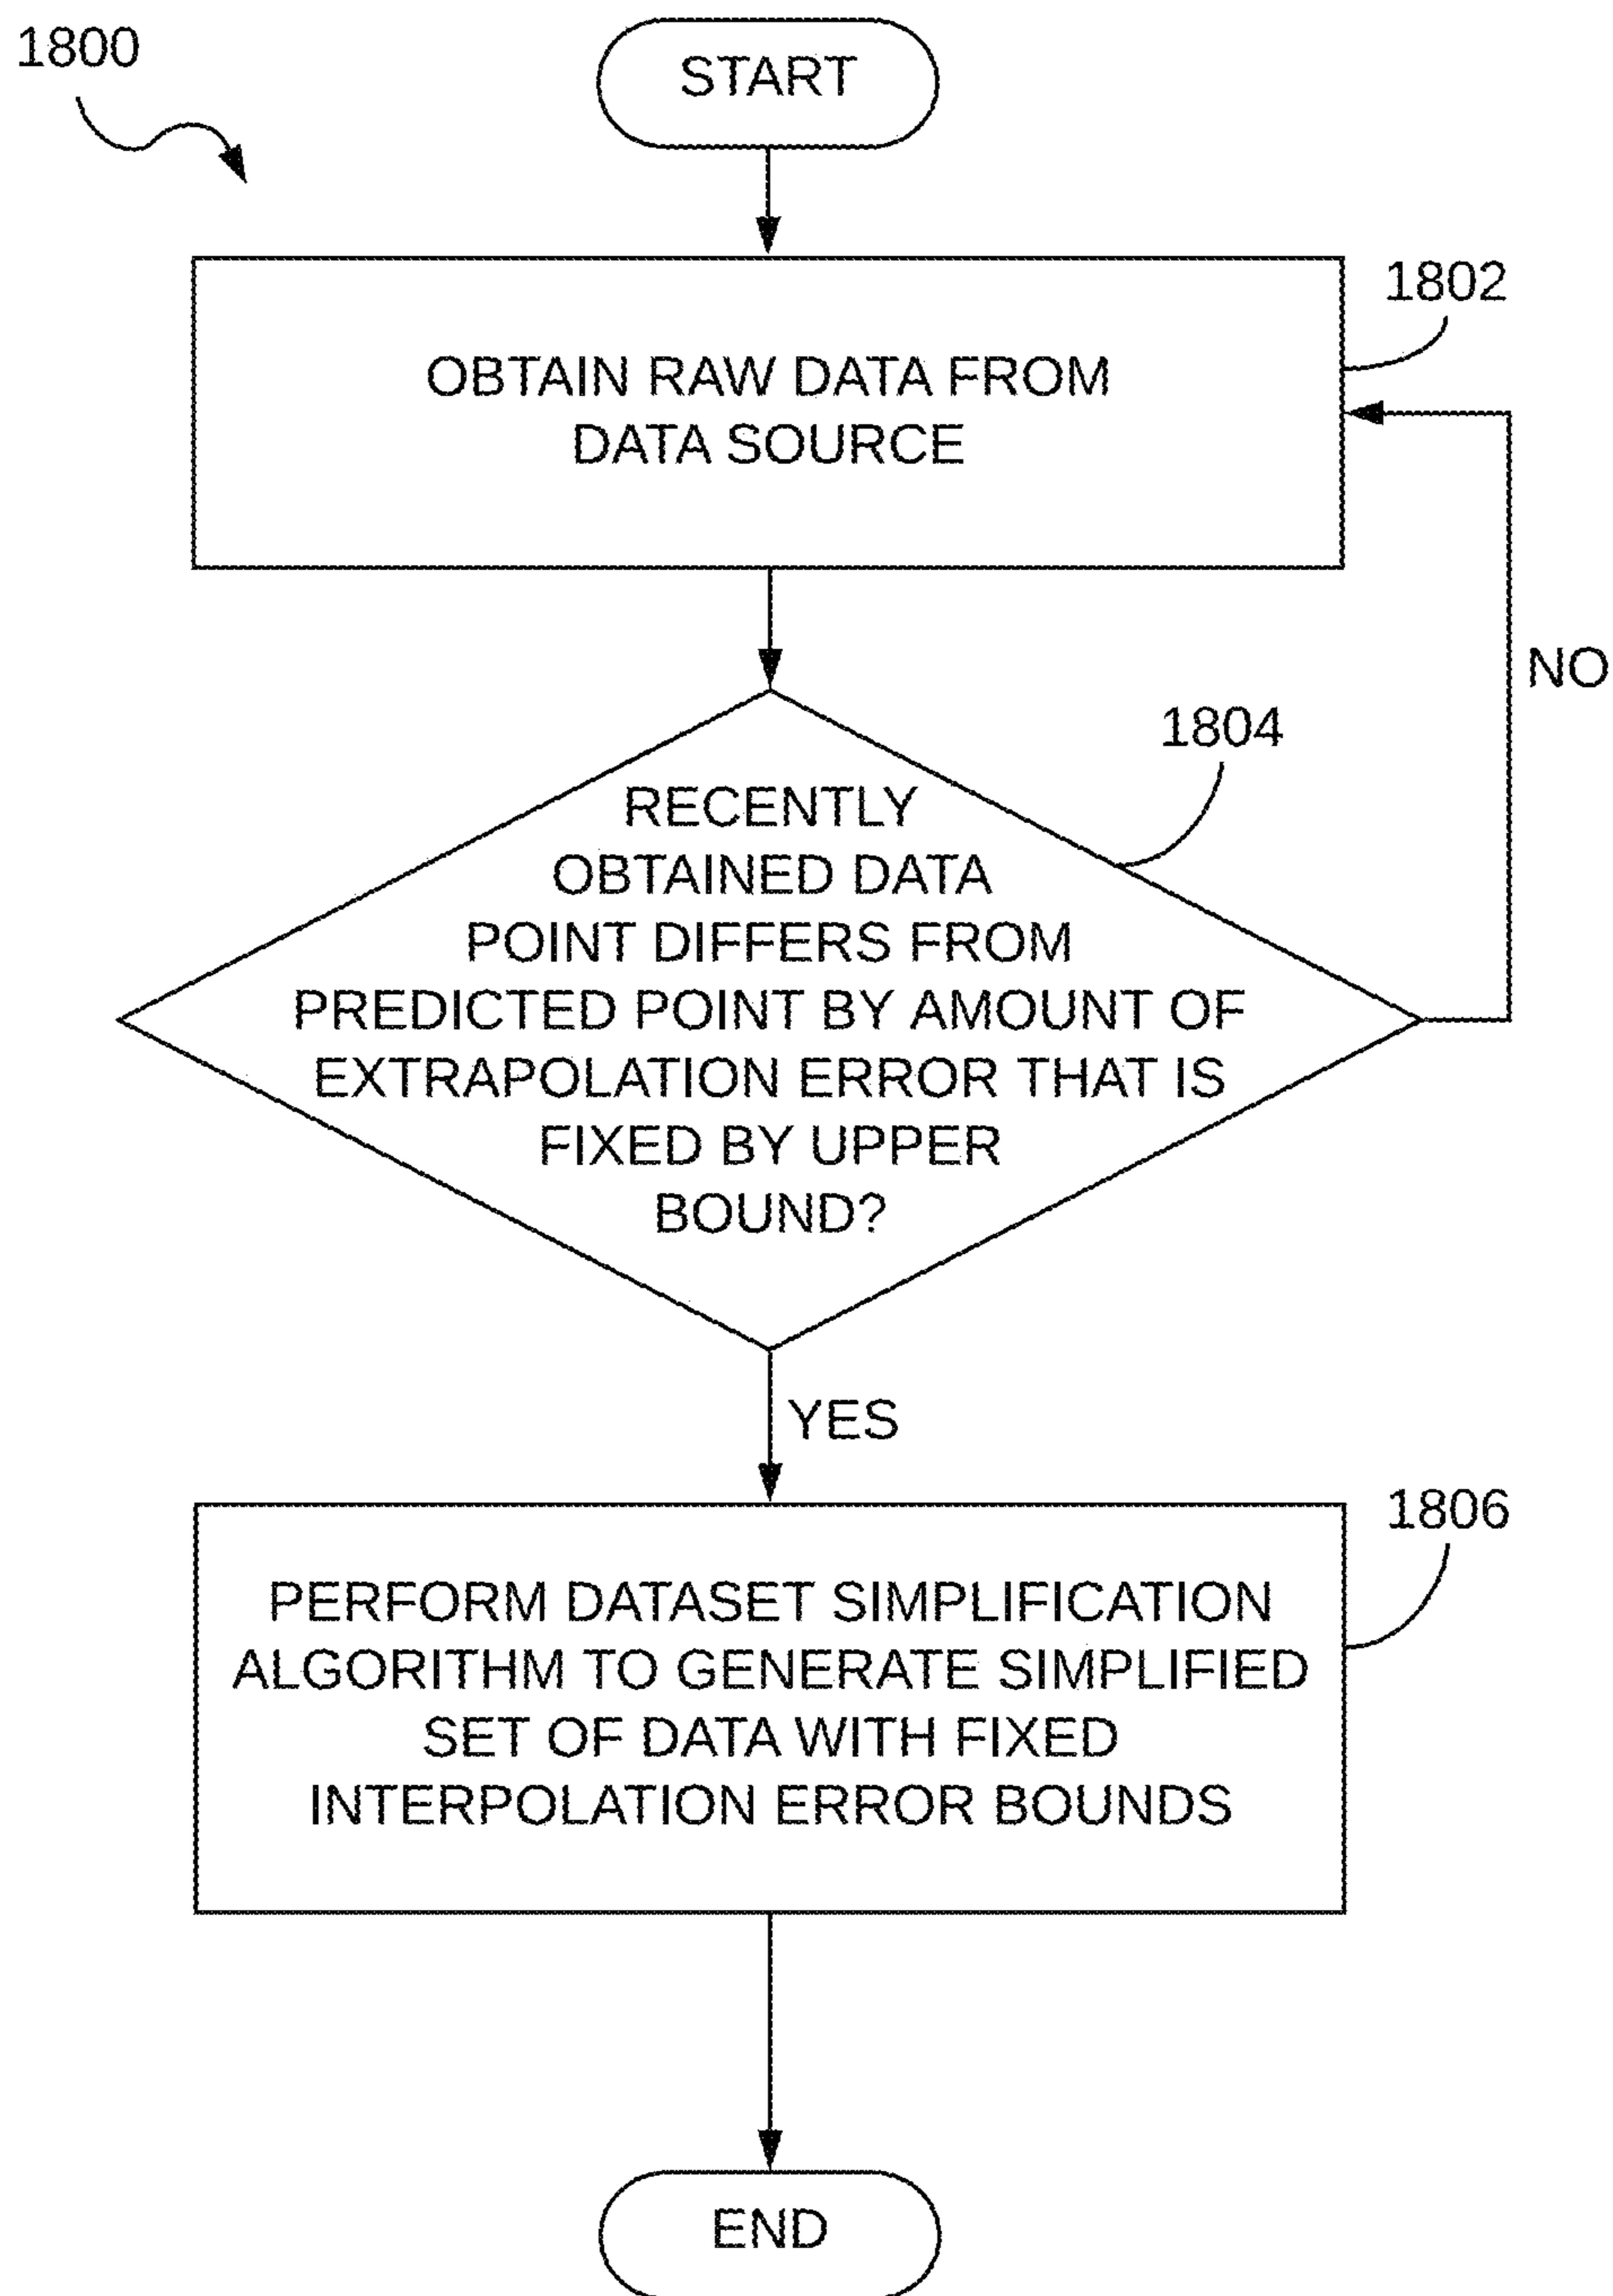 1800
START
1802
OBTAIN RAW DATA FROM
DATA SOURCE
NO
1804
RECENTLY
OBTAINED DATA
POINT DIFFERS FROM
PREDICTED POINT BY AMOUNT OF
EXTRAPOLATION ERROR THAT IS
FIXED BY UPPER
BOUND?
YES
1806
PERFORM DATASET SIMPLIFICATION
ALGORITHM TO GENERATE SIMPLIFIED
SET OF DATA WITH FIXED
INTERPOLATION ERROR BOUNDS
END